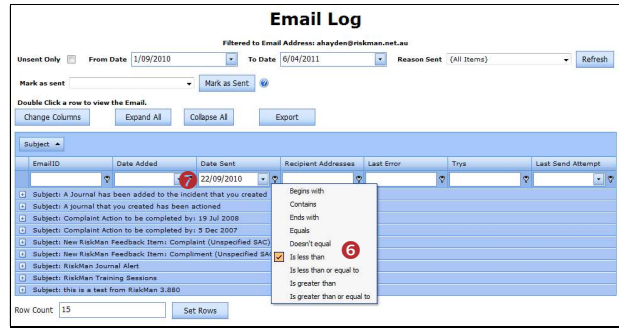 Email Log
Filtered to Email Address: ahayden@riskman.net.au
Unsent Only From Date 1/09/2010 To Date 6/04/2011 Reason Sent {All Items} Refresh
Mark as sent Mark as Sent
Double Click a row to view the Email.
Change Columns Expand All Collapse All Export
Subject
EmailID Date Added Date Sent Recipient Addresses Last Error Trys Last Send Attempt
7 22/09/2010
Subject: A Journal has been added to the incident that you created
Subject: A journal that you created has been actioned
Subject: Complaint Action to be completed by: 19 Jul 2008
Subject: Complaint Action to be completed by: 5 Dec 2007
Subject: New RiskMan Feedback Item: Complaint (Unspecified SAC)
Subject: New RiskMan Feedback Item: Compliment (Unspecified SAC
Subject: RiskMan Journal Alert
Subject: RiskMan Training Sessions
Subject: this is a test from RiskMan 3.880
Begins with
Contains
Ends with
Equals
Doesn't equal
6
Is less than
Is less than or equal to
Is greater than
Is greater than or equal to
Row Count 15 Set Rows